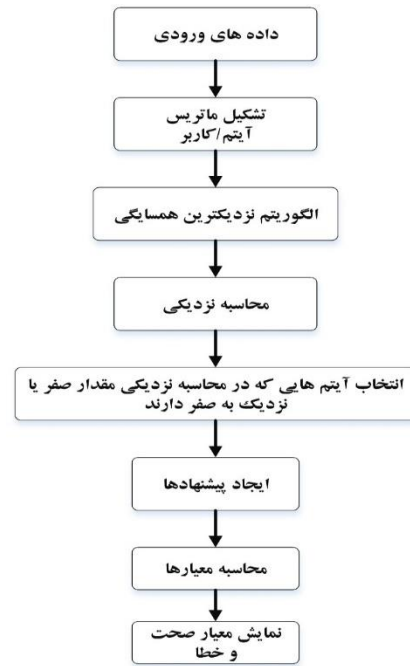 داده های ورودی
تشکیل ماتریس
آیتم/کاربر
الگوریتم نزدیکترین همسایگی
محاسبه نزدیکی
انتخاب آیتم هایی که در محاسبه نزدیکی مقدار صفر یا
نزدیک به صفر دارند
ایجاد پیشنهادها
محاسبه معیارها
نمایش معیار صحت
و خطا